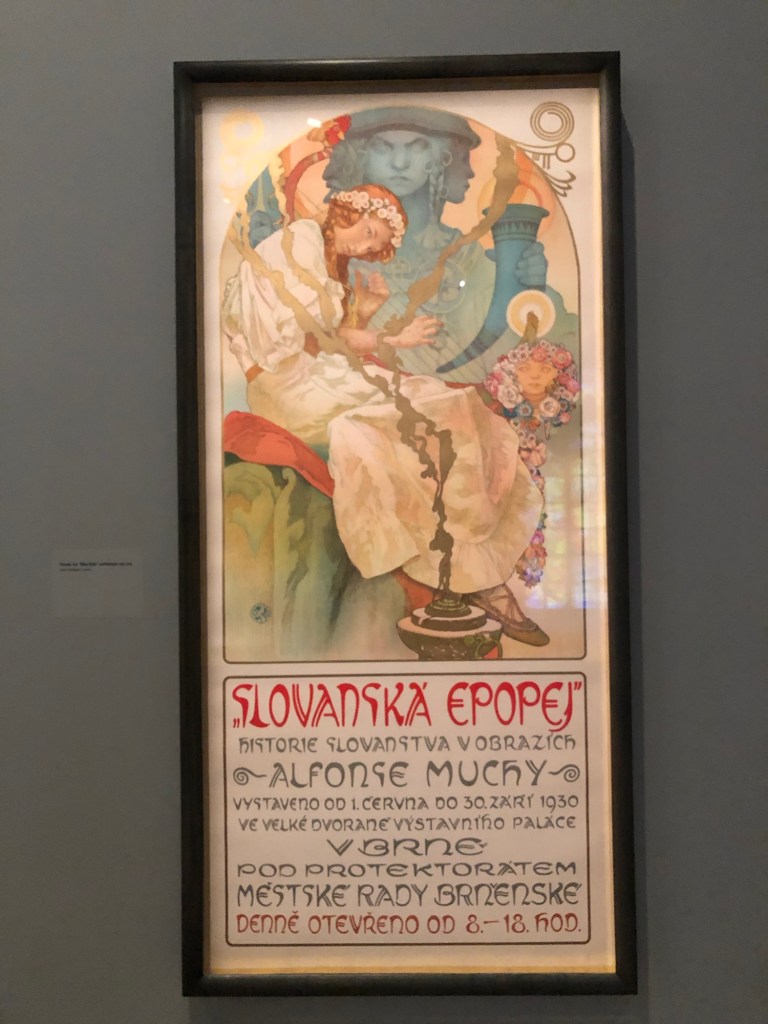 „SLOVANSKÁ EPOPEJ"
HISTORIE SLOVANSTVA V OBRAZÍCH
ALFONSE MUCHY
VYSTAVENO OD 1. ČERVNA DO 30. ZÁŘÍ 1930
VE VELKÉ DVORANĚ VÝSTAVNÍHO PALÁCE
V BRNĚ
POD PROTEKTORÁTEM
MĚSTSKÉ RADY BRNĚNSKÉ
DENNĚ OTEVŘENO OD 8.–18. HOD.